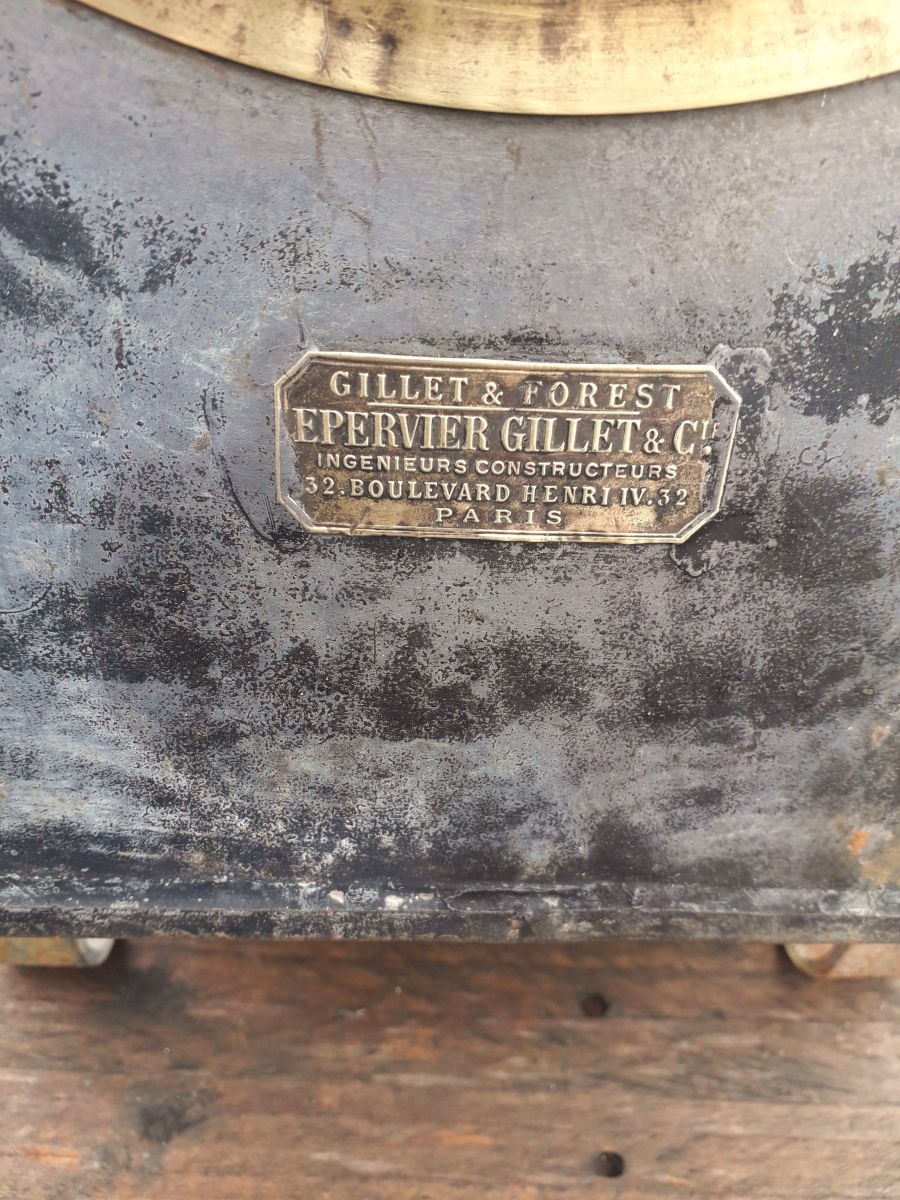 GILLET & FOREST
EPERVIER GILLET & CIE
INGENIEURS CONSTRUCTEURS
32. BOULEVARD HENRI IV. 32
PARIS